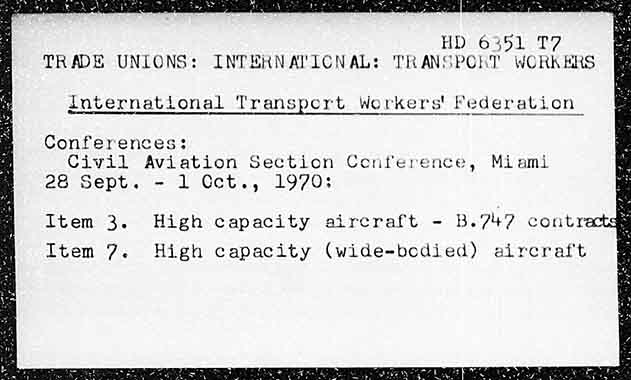 HD 6351 T7
TRADE UNIONS: INTERNATIONAL: TRANSPORT WORKERS
International Transport Workers' Federation
Conferences:
Civil Aviation Section Conference, Miami
28 Sept. - 1 Oct., 1970:
Item 3. High capacity aircraft - B.747 contracts
Item 7. High capacity (wide-bodied) aircraft